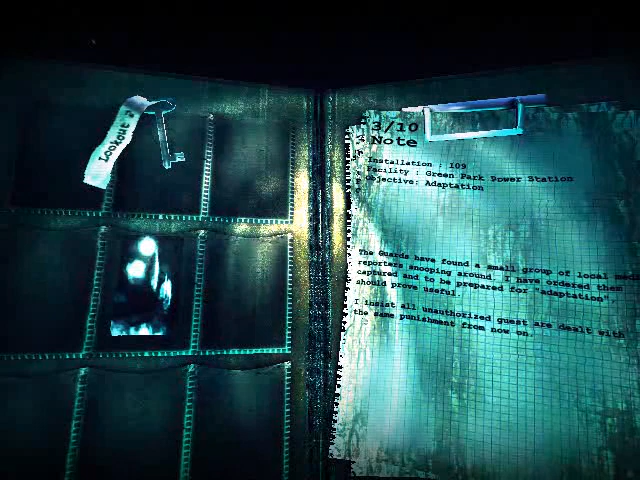 Lookout 2
3/10
Note
Installation : 109
Facility : Green Park Power Station
Objective: Adaptation
The Guards have found a small group of local
reporters snooping around. I have ordered them
captured and to be prepared for "adaptation".
should prove useful.
I insist all unauthorized guest are dealt with
the same punishment from now on.